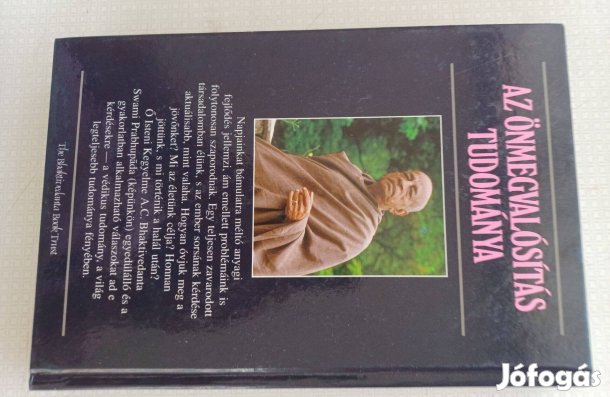 AZ ÖNMEGVALÓSÍTÁS
TUDOMÁNYA
Napjainkat bámulatra méltó anyagi
fejlődés jellemzi, ám emellett problémáink is
folytonosan szaporodnak. Egy teljesen zavarodott
társadalomban élünk, s az ember sorsának kérdése
aktuálisabb, mint valaha. Hogyan óvjuk meg a
jövőnket? Mi az életünk célja? Honnan
jöttünk, s mi történik a halál után?
Ő Isteni Kegyelme A.C. Bhaktivedanta
Swami Prabhupāda (képünkön) egyedülálló és a
gyakorlatban alkalmazható válaszokat ad e
kérdésekre — a védikus tudomány, a világ
legteljesebb tudománya fényében.
The Bhaktivedanta Book Trust
Jófogás